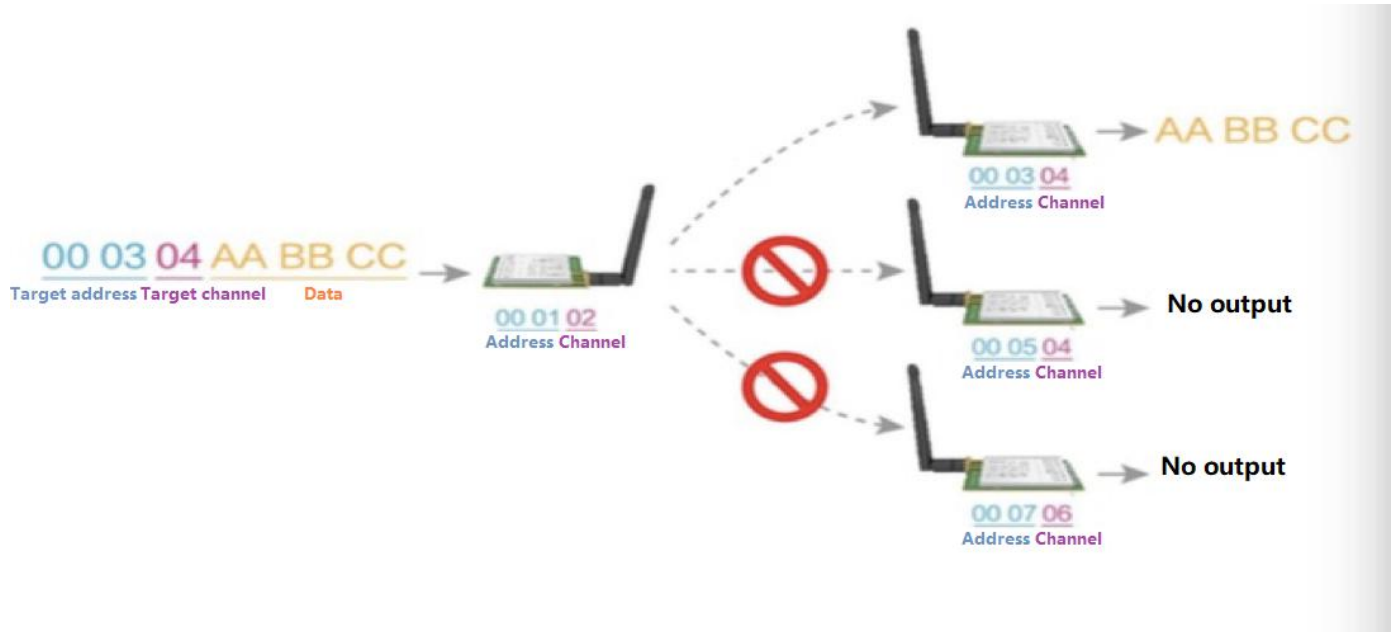 00 03 04 AA BB CC
Target address Target channel Data
00 01 02
Address Channel
AA BB CC
00 03 04
Address Channel
No output
00 05 04
Address Channel
No output
00 07 06
Address Channel